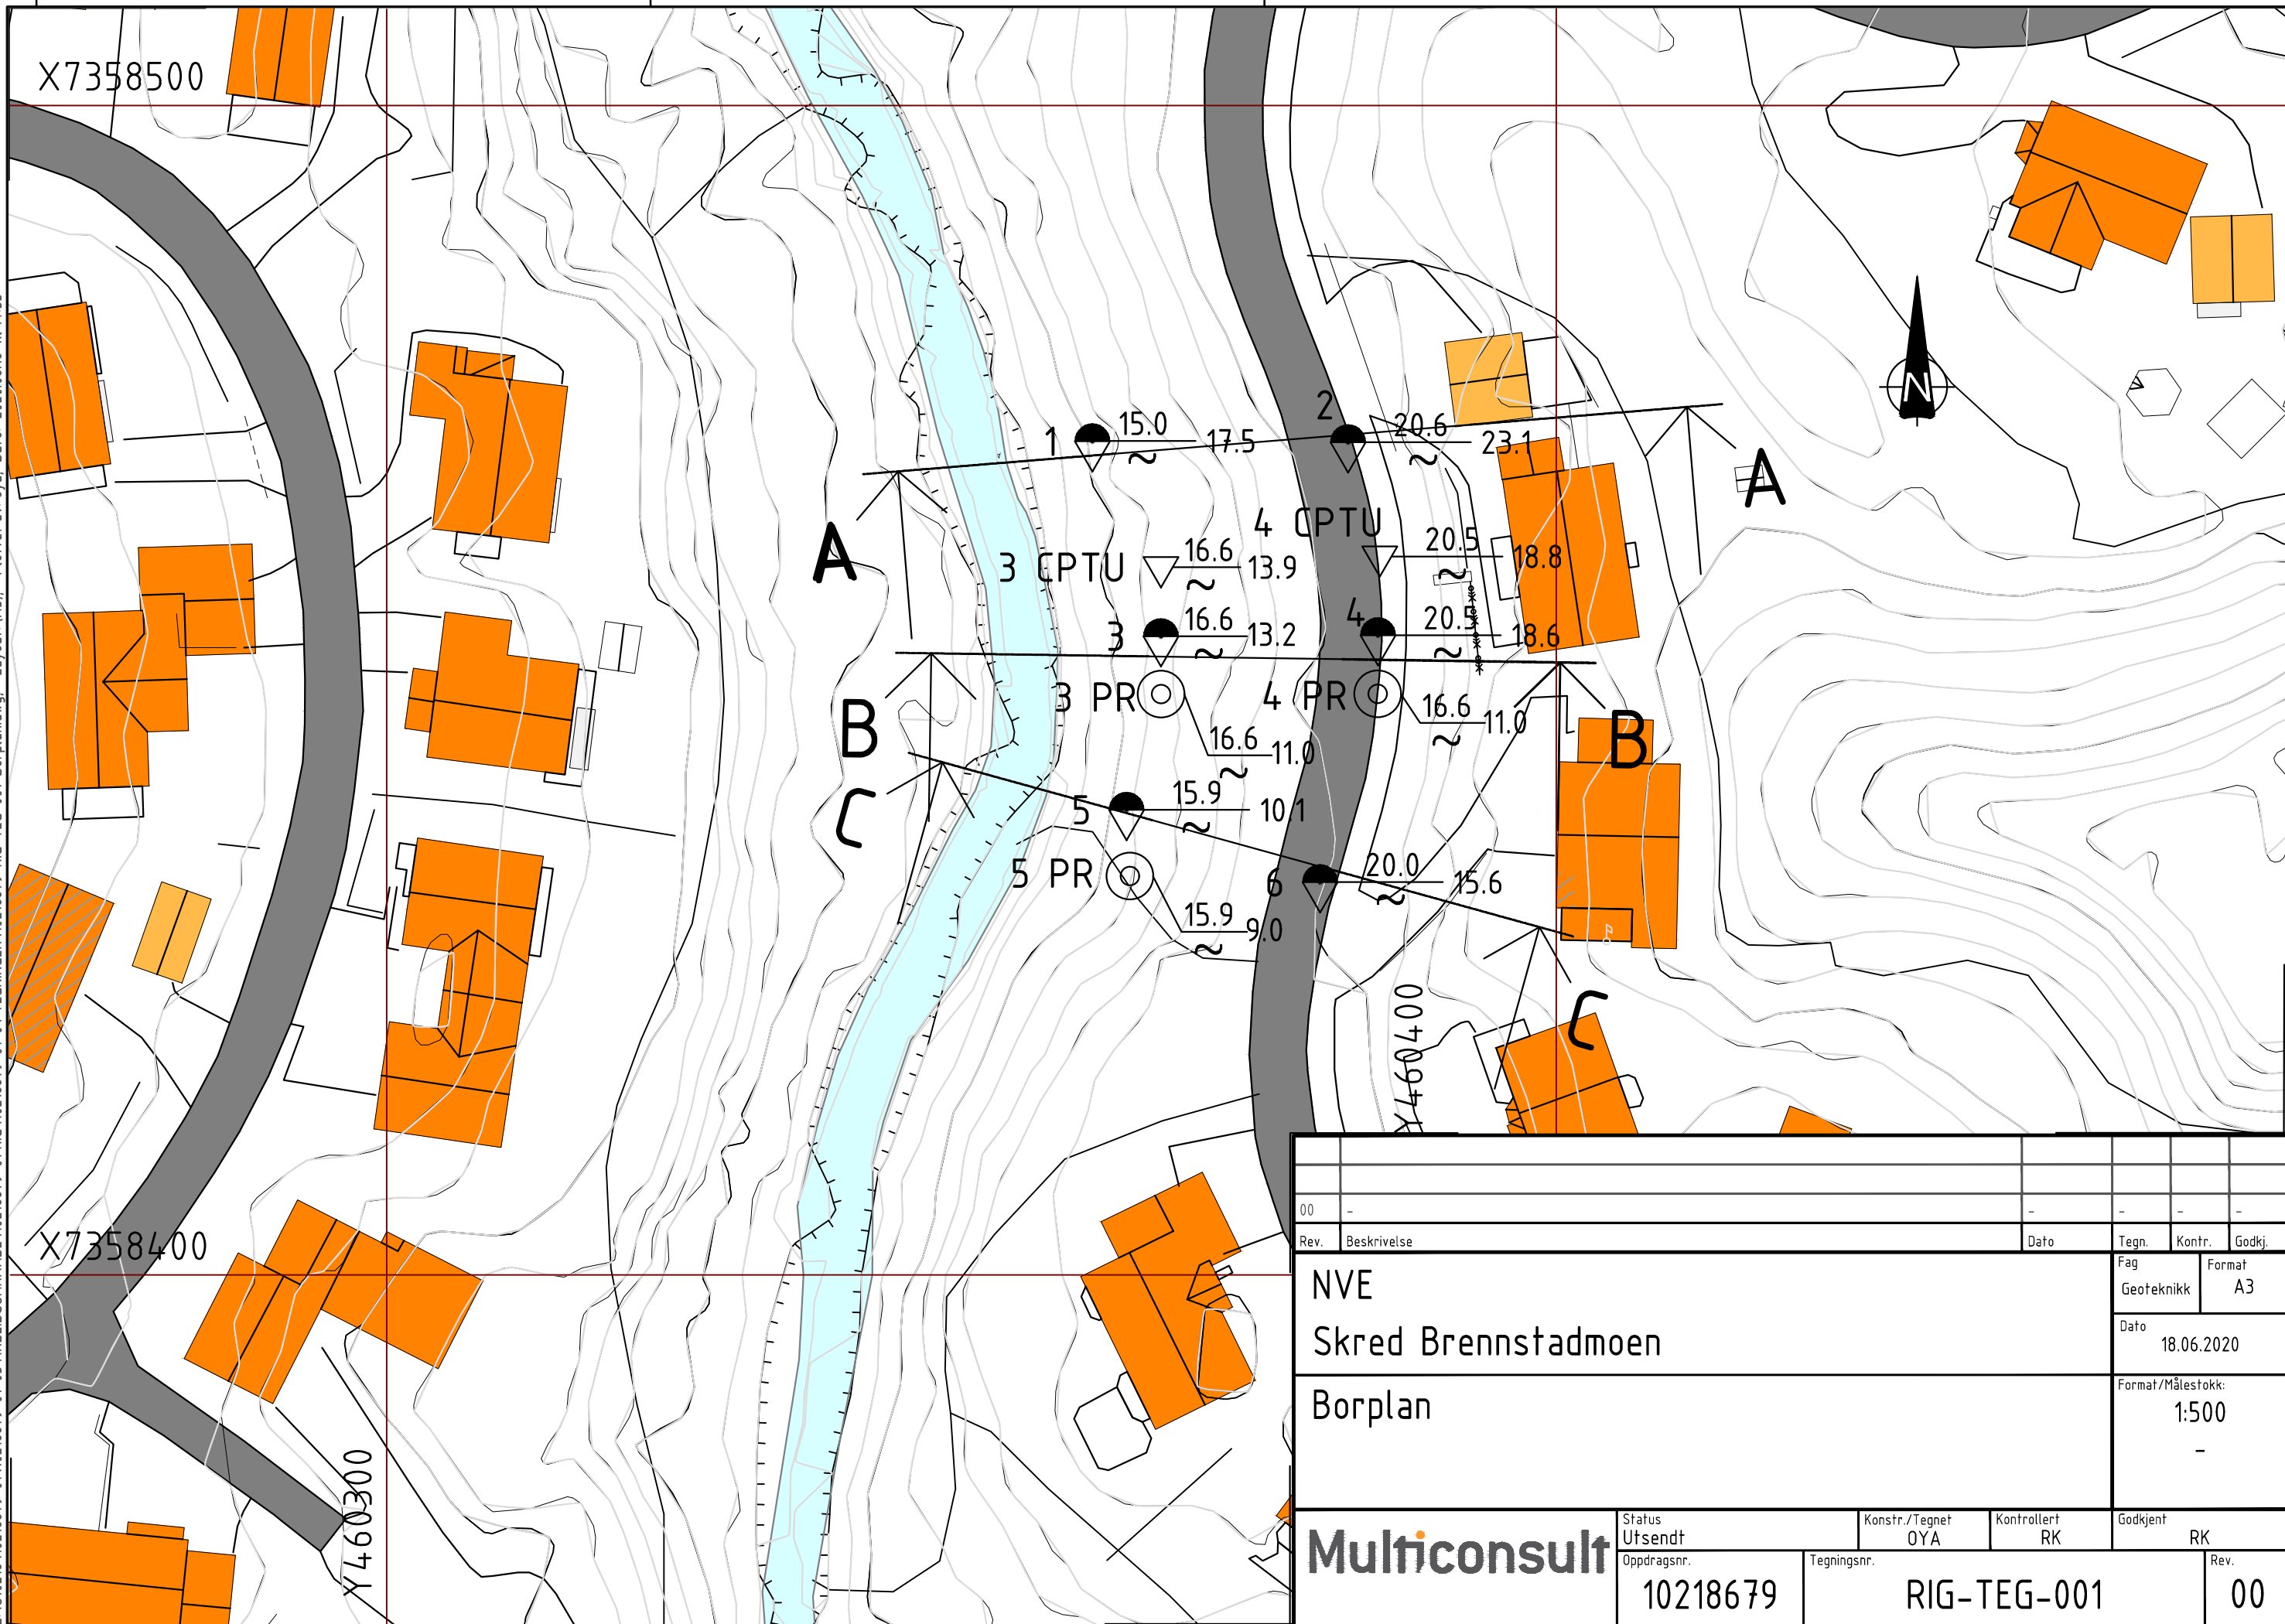 X7358500
N
2
1
15.0
17.5
20.6
23.1
A
A
4 CPTU
20.5
18.8
3 CPTU
16.6
13.9
3
16.6
13.2
4
20.5
18.6
3 PR
16.6
11.0
4 PR
16.6
11.0
B
B
5
15.9
10.1
C
5 PR
15.9
9.0
6
20.0
15.6
C
Y460400
X7358400
Y460300
00 - - - - -
Rev. Beskrivelse Dato Tegn. Kontr. Godkj.
NVE
Skred Brennstadmoen
Fag
Geoteknikk
Format
A3
Dato
18.06.2020
Borplan
Format/Målestokk:
1:500
-
Multiconsult
Status
Utsendt
Konstr./Tegnet
OYA
Kontrollert
RK
Godkjent
RK
Oppdragsnr.
10218679
Tegningsnr.
RIG-TEG-001
Rev.
00